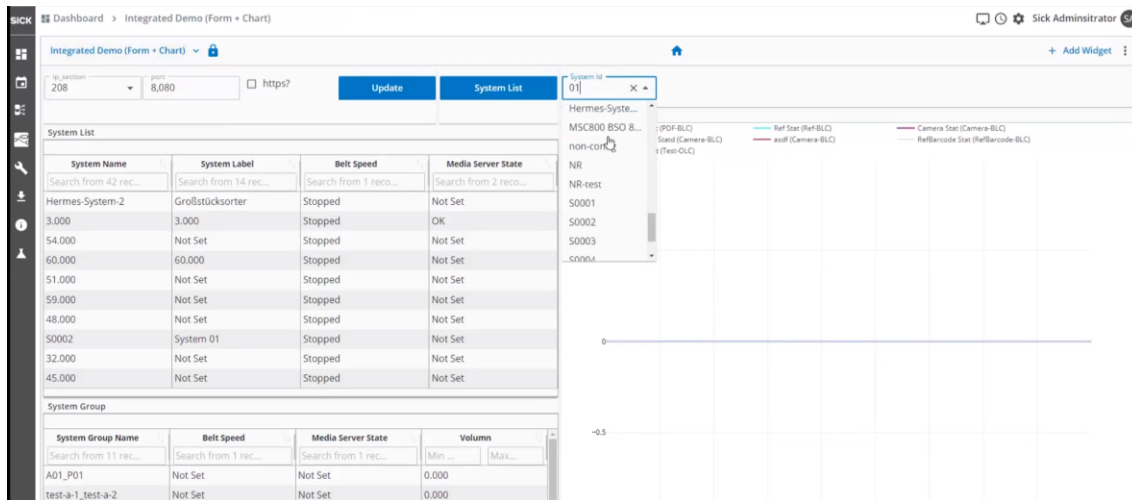 SICK Dashboard > Integrated Demo (Form + Chart) Sick Adminsitrator SA
Integrated Demo (Form + Chart) + Add Widget
ip_section port System Id
208 8,080 https? Update System List 01
Hermes-Syste...
MSC800 BSO 8...
NR
NR-test
S0001
S0002
S0003
S0004
(PDF-BLC) Ref Stat (Ref-BLC) Camera Stat (Camera-BLC)
Statd (Camera-BLC) asdf (Camera-BLC) RefBarcode Stat (RefBarcode-BLC)
(Test-OLC)
System List
System Name System Label Belt Speed Media Server State
Search from 42 rec... Search from 14 rec... Search from 1 reco... Search from 2 reco...
Hermes-System-2 Großstücksorter Stopped Not Set
3.000 3.000 Stopped OK
54.000 Not Set Stopped Not Set
60.000 60.000 Stopped Not Set
51.000 Not Set Stopped Not Set
59.000 Not Set Stopped Not Set
48.000 Not Set Stopped Not Set
S0002 System 01 Stopped Not Set
32.000 Not Set Stopped Not Set
45.000 Not Set Stopped Not Set
0
-0.5
System Group
System Group Name Belt Speed Media Server State Volumn
Search from 11 rec... Search from 1 rec... Search from 1 rec... Min ... Max...
A01_P01 Not Set Not Set 0.000
test-a-1_test-a-2 Not Set Not Set 0.000